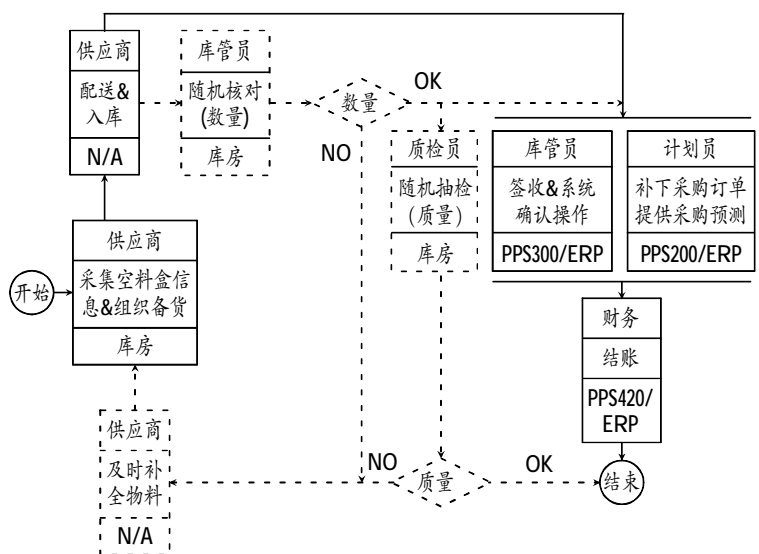 供应商
配送&
入库
N/A
库管员
随机核对
(数量)
库房
数量
OK
NO
质检员
随机抽检
(质量)
库房
库管员
签收&系统
确认操作
PPS300/ERP
计划员
补下采购订单
提供采购预测
PPS200/ERP
开始
供应商
采集空料盒信
息&组织备货
库房
财务
结账
PPS420/
ERP
供应商
及时补
全物料
N/A
NO
质量
OK
结束